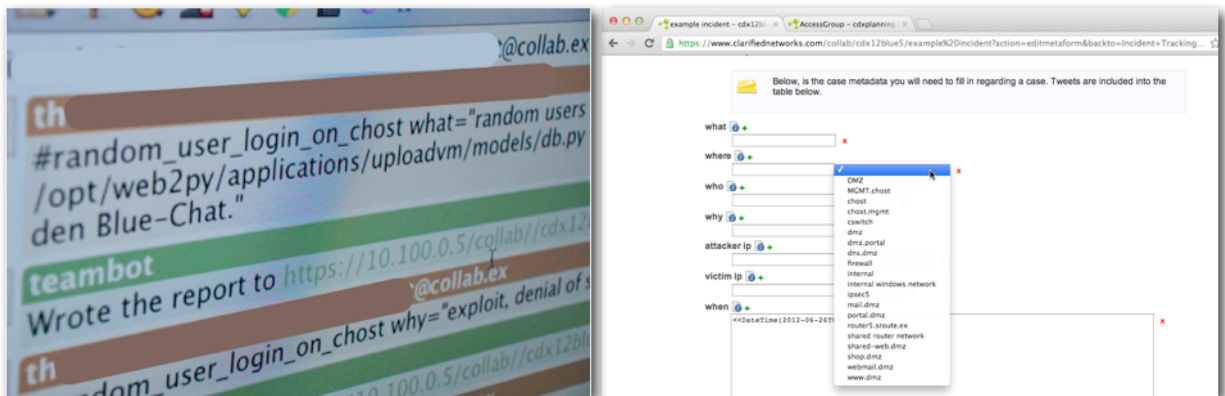 @collab.ex
th
#random_user_login_on_chost what="random users
/opt/web2py/applications/uploadvm/models/db.py
den Blue-Chat."
teambot
Wrote the report to https://10.100.0.5/collab//cdx12
@collab.ex
th
ndom_user_login_on_chost why="exploit, denial of s
10.100.0.5/collab//cdx12blu
example incident – cdx12blu
AccessGroup – cdxplanning
https://www.clarifiednetworks.com/collab/cdx12blue5/example%20incident?action=editmetaform&backto=Incident+Tracking...
Below, is the case metadata you will need to fill in regarding a case. Tweets are included into the
table below.
what
where
who
why
attacker ip
victim ip
when
<<DateTime(2012-06-26T
DMZ
MGMT.chost
chost
chost.mgmt
cswitch
dmz
dmz.portal
dns.dmz
firewall
internal
internal windows network
ipsec5
mail.dmz
portal.dmz
router5.sroute.ex
shared router network
shared-web.dmz
shop.dmz
webmail.dmz
www.dmz